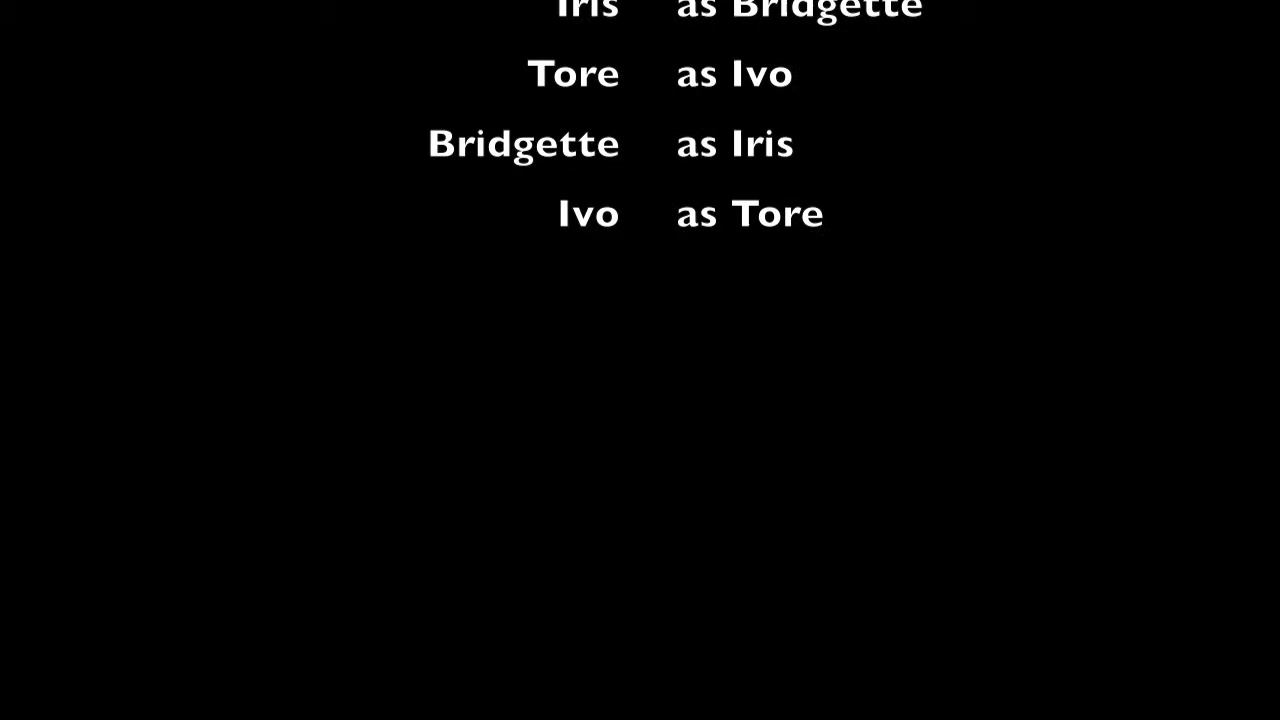 Iris as Bridgette
Tore as Ivo
Bridgette as Iris
Ivo as Tore